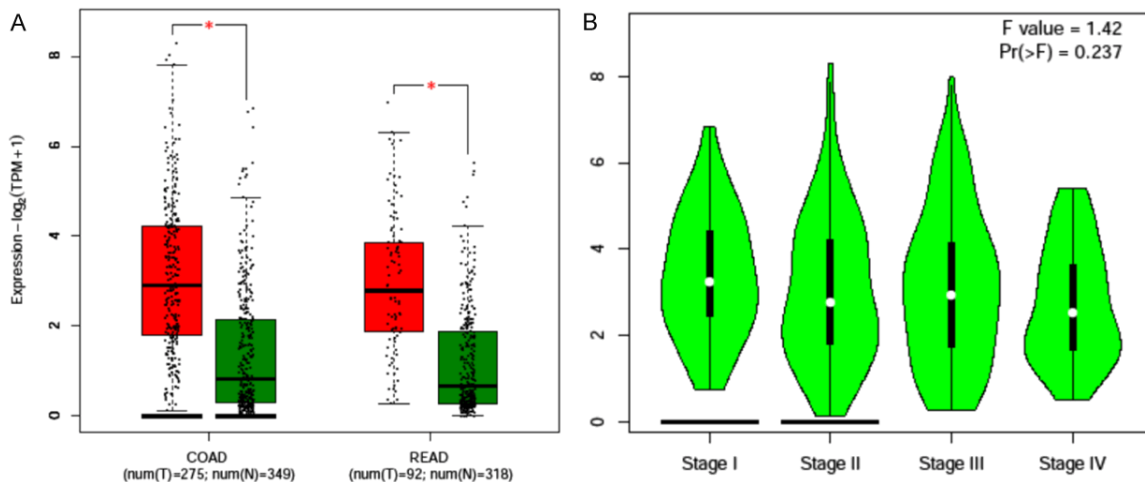 A
Expression – log₂(TPM + 1)
8
6
4
2
0
*
*
COAD
(num(T)=275; num(N)=349)
READ
(num(T)=92; num(N)=318)
B
F value = 1.42
Pr(>F) = 0.237
8
6
4
2
0
Stage I
Stage II
Stage III
Stage IV